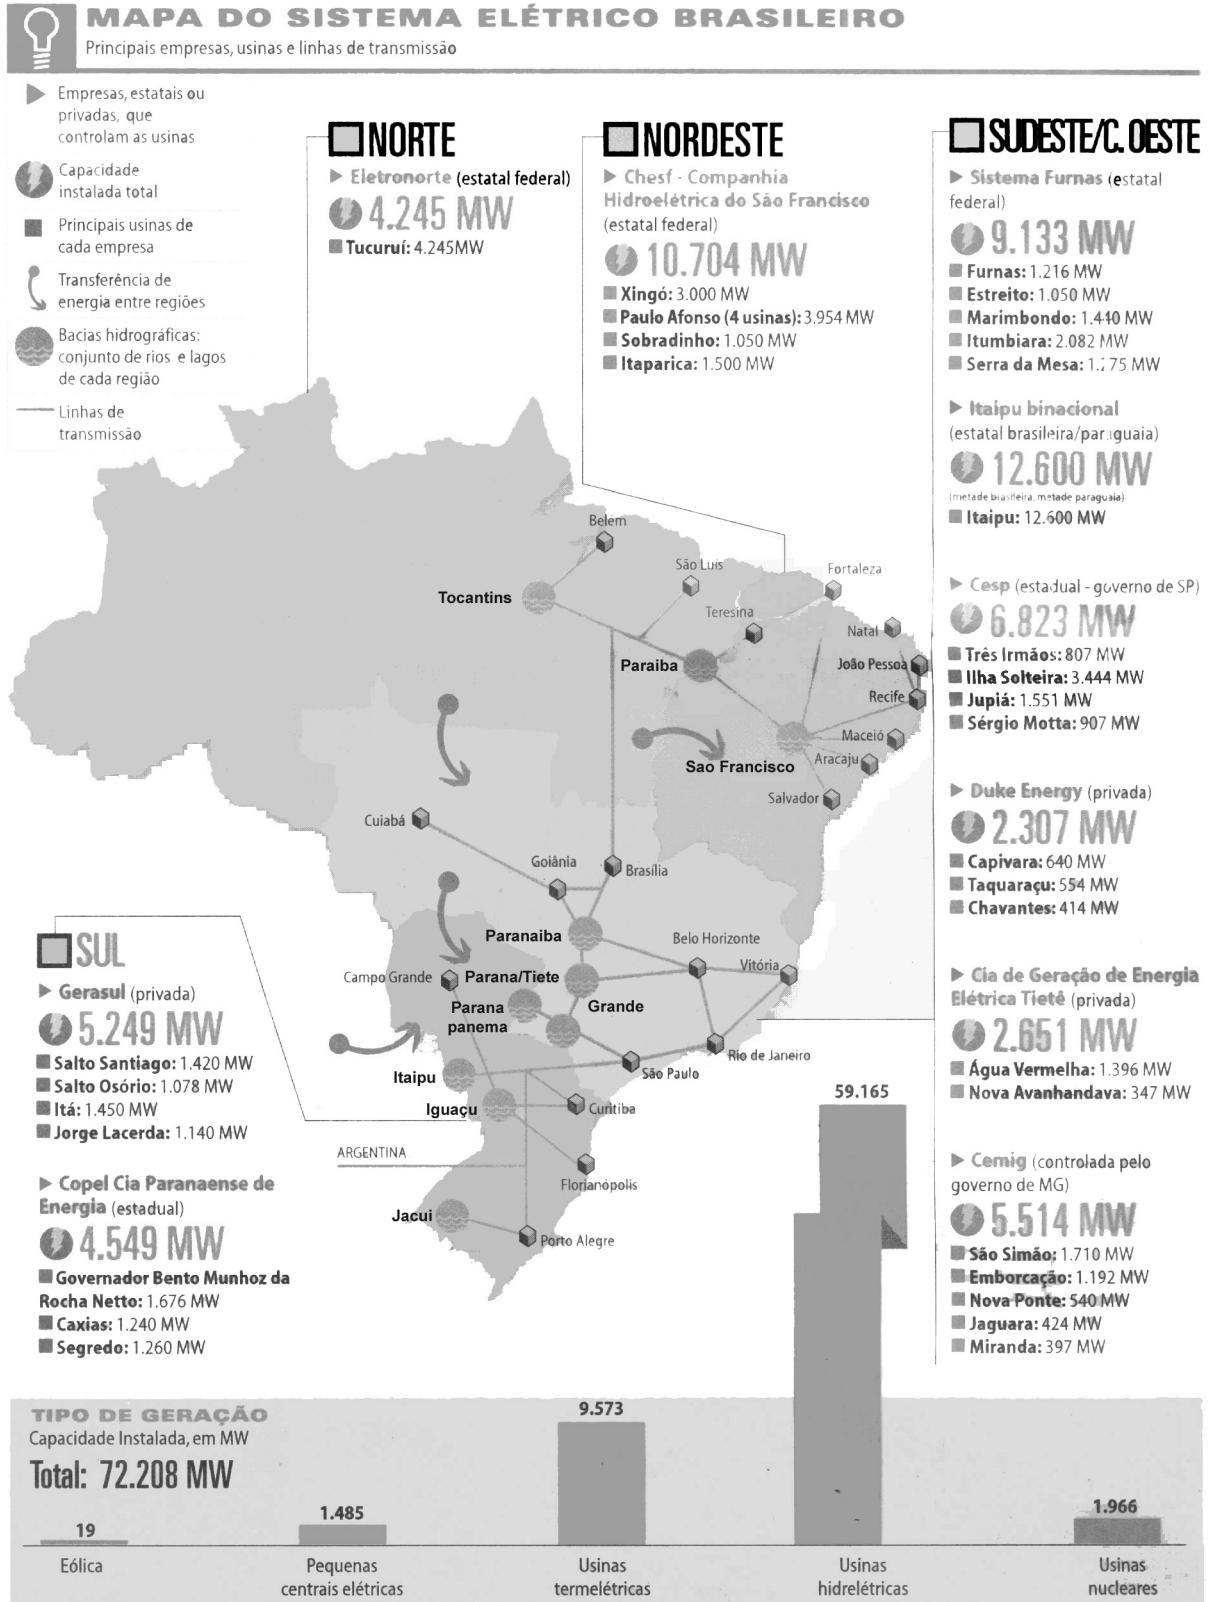 MAPA DO SISTEMA ELÉTRICO BRASILEIRO
Principais empresas, usinas e linhas de transmissão
Empresas, estatais ou
privadas, que
controlam as usinas
Capacidade
instalada total
Principais usinas de
cada empresa
Transferência de
energia entre regiões
Bacias hidrográficas:
conjunto de rios e lagos
de cada região
Linhas de
transmissão
NORTE
Eletronorte (estatal federal)
4.245 MW
Tucuruí: 4.245MW
NORDESTE
Chesf - Companhia
Hidroelétrica do São Francisco
(estatal federal)
10.704 MW
Xingó: 3.000 MW
Paulo Afonso (4 usinas): 3.954 MW
Sobradinho: 1.050 MW
Itaparica: 1.500 MW
SUDESTE/C. OESTE
Sistema Furnas (estatal
federal)
9.133 MW
Furnas: 1.216 MW
Estreito: 1.050 MW
Marimbondo: 1.440 MW
Itumbiara: 2.082 MW
Serra da Mesa: MW
Itaipu binacional
(estatal brasileira/paraguaia)
12.600 MW
(metade brasileira, metade paraguaia)
Itaipu: 12.600 MW
Cesp (estadual - governo de SP)
6.823 MW
Três Irmãos: 807 MW
Ilha Solteira: 3.444 MW
Jupiá: 1.551 MW
Sérgio Motta: 907 MW
Duke Energy (privada)
2.307 MW
Capivara: 640 MW
Taquaraçu: 554 MW
Chavantes: 414 MW
Cia de Geração de Energia
Elétrica Tietê (privada)
2.651 MW
Água Vermelha: 1.396 MW
Nova Avanhandava: 347 MW
Cemig (controlada pelo
governo de MG)
5.514 MW
São Simão: 1.710 MW
Emborcação: 1.192 MW
Nova Ponte: 540 MW
Jaguara: 424 MW
Miranda: 397 MW
Belém
São Luís
Fortaleza
Tocantins
Teresina
Natal
Paraiba
João Pessoa
Recife
Maceió
Sao Francisco
Aracaju
Salvador
Cuiabá
Goiânia
Brasília
Paranaiba
Belo Horizonte
Vitória
Campo Grande
Parana/Tiete
Parana
panema
Grande
Rio de Janeiro
São Paulo
Itaipu
Iguaçu
Curitiba
ARGENTINA
Florianópolis
Jacui
Porto Alegre
SUL
Gerasul (privada)
5.249 MW
Salto Santiago: 1.420 MW
Salto Osório: 1.078 MW
Itá: 1.450 MW
Jorge Lacerda: 1.140 MW
Copel Cia Paranaense de
Energia (estadual)
4.549 MW
Governador Bento Munhoz da
Rocha Netto: 1.676 MW
Caxias: 1.240 MW
Segredo: 1.260 MW
TIPO DE GERAÇÃO
Capacidade Instalada, em MW
Total: 72.208 MW
19
1.485
9.573
59.165
1.966
Eólica
Pequenas
centrais elétricas
Usinas
termelétricas
Usinas
hidrelétricas
Usinas
nucleares